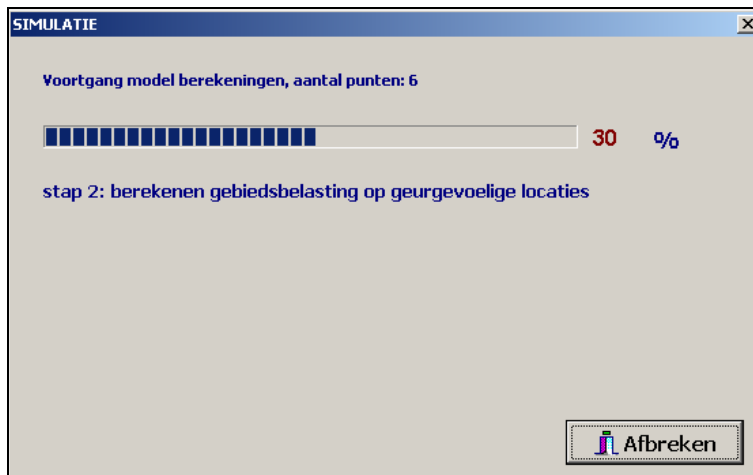 SIMULATIE
Voortgang model berekeningen, aantal punten: 6
30 %
stap 2: berekenen gebiedsbelasting op geurgevoelige locaties
Afbreken